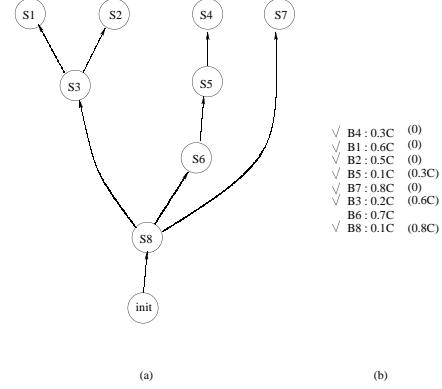 S1 S2 S4 S7
S3 S5
S6
S8
init
√ B4 : 0.3C (0)
√ B1 : 0.6C (0)
√ B2 : 0.5C (0)
√ B5 : 0.1C (0.3C)
√ B7 : 0.8C (0)
√ B3 : 0.2C (0.6C)
B6 : 0.7C
√ B8 : 0.1C (0.8C)
(a) (b)